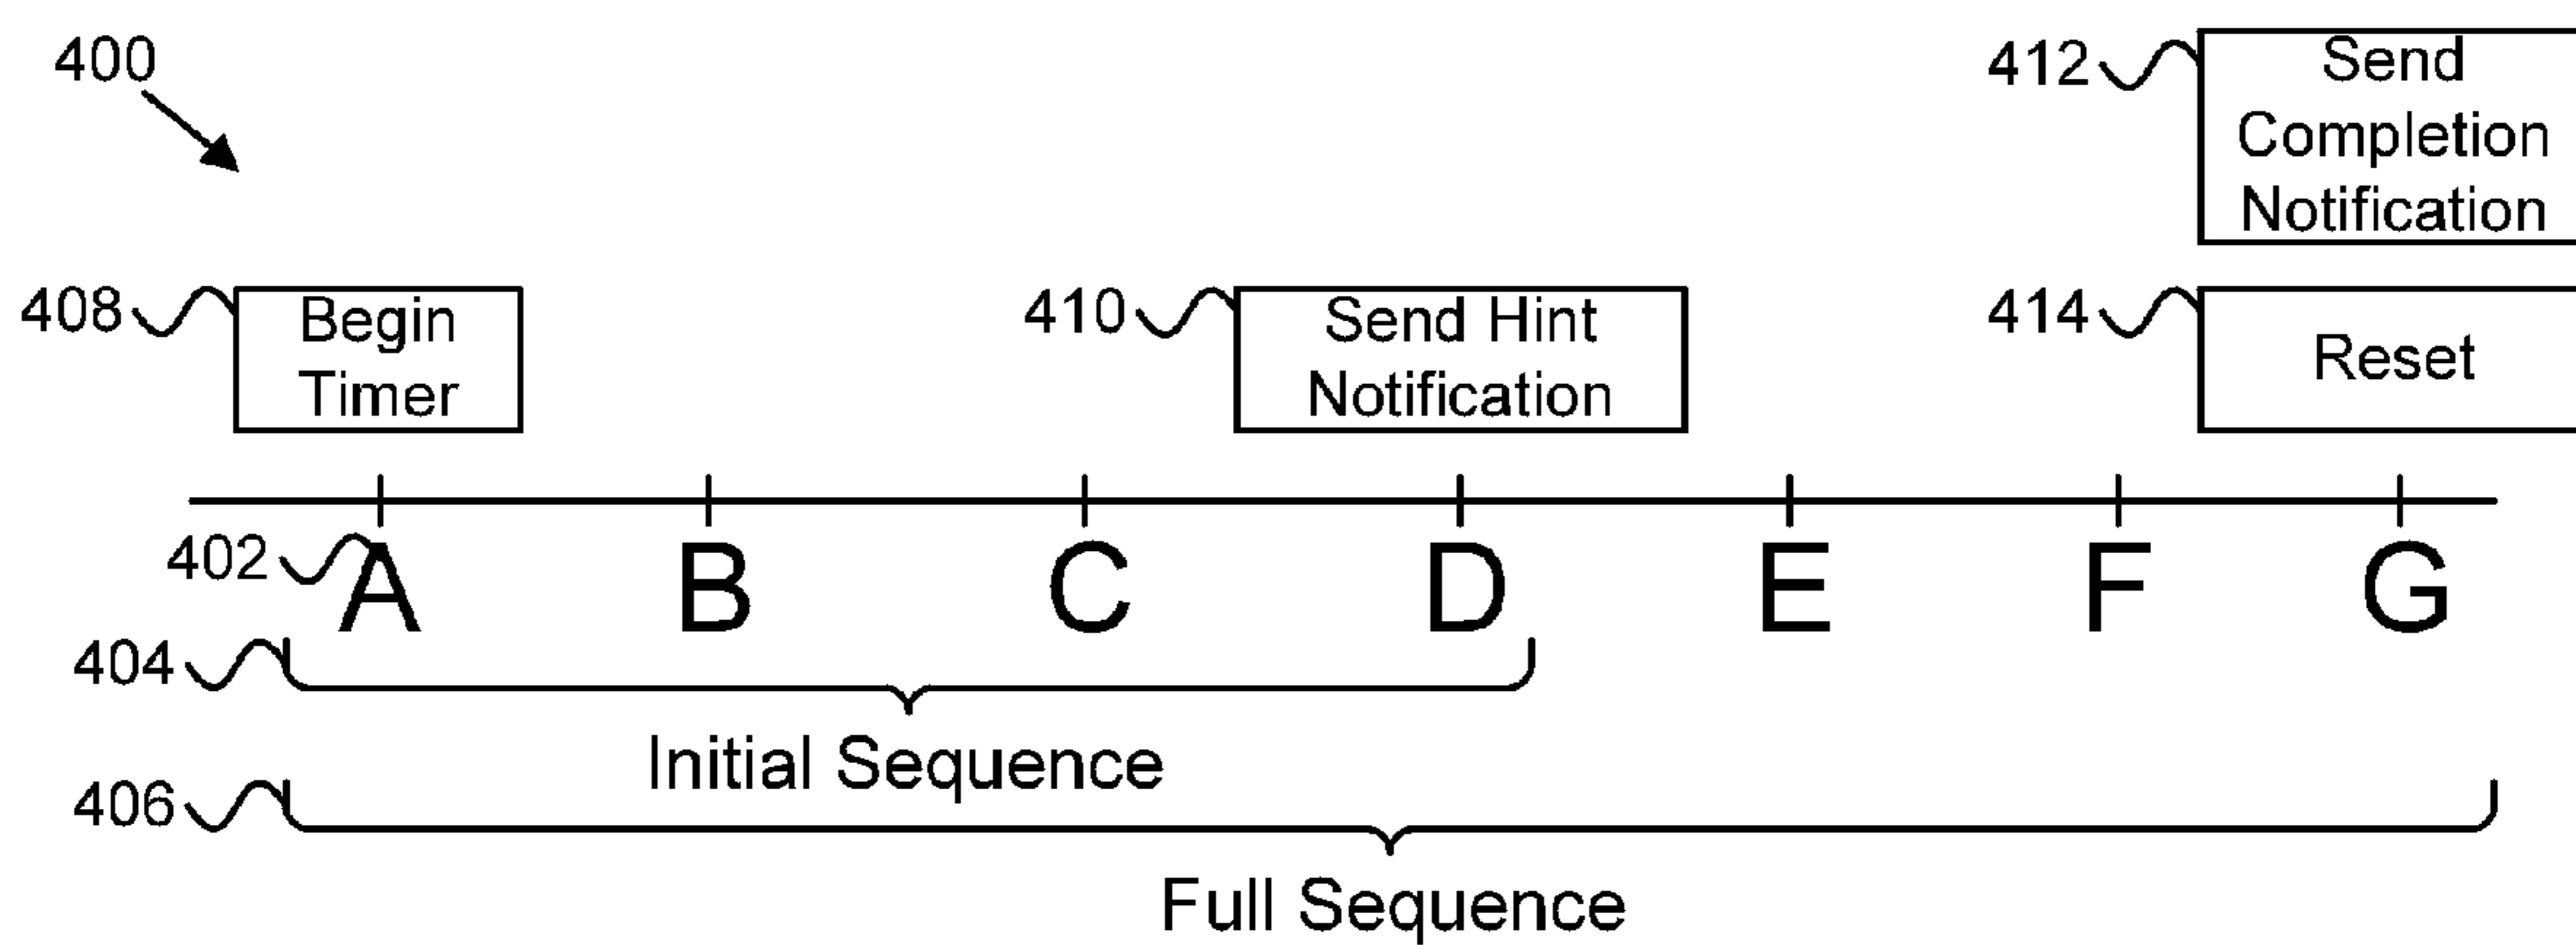 400
412
Send
Completion
Notification
408
Begin
Timer
410
Send Hint
Notification
414
Reset
402
A B C D E F G
404
Initial Sequence
406
Full Sequence